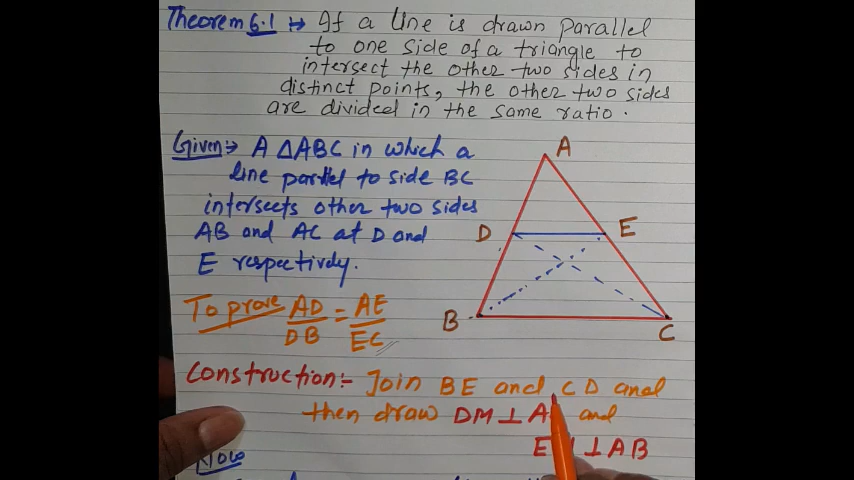 Theorem 6.1 :→ If a line is drawn parallel
to one side of a triangle to
intersect the other two sides in
distinct points, the other two sides
are divided in the same ratio.
Given :→ A ΔABC in which a
line parallel to side BC
intersects other two sides
AB and AC at D and
E respectively.
A
D
E
B
C
To prove AD/DB = AE/EC
Construction:- Join BE and CD and
then draw DM ⊥ A and
E ⊥ AB
Now